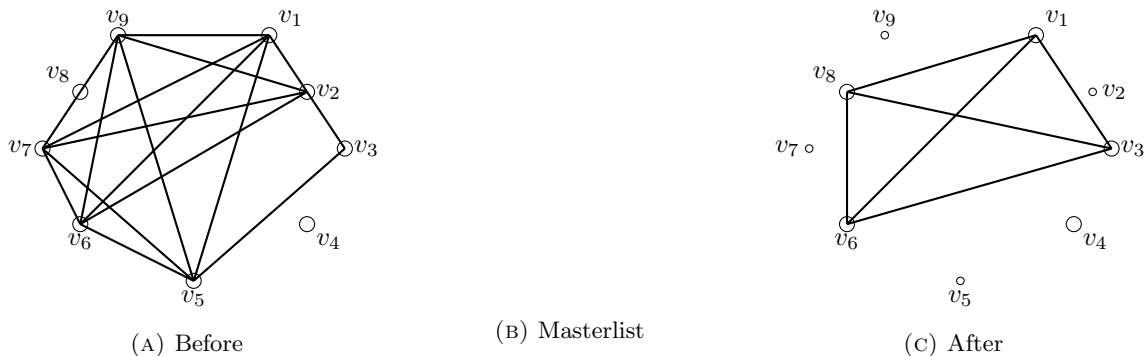 v₉ v₁ v₉ v₁
v₈ v₂ v₈ v₂
v₇ v₃ v₇ v₃
v₆ v₄ v₆ v₄
v₅ v₅
(A) Before (B) Masterlist (C) After